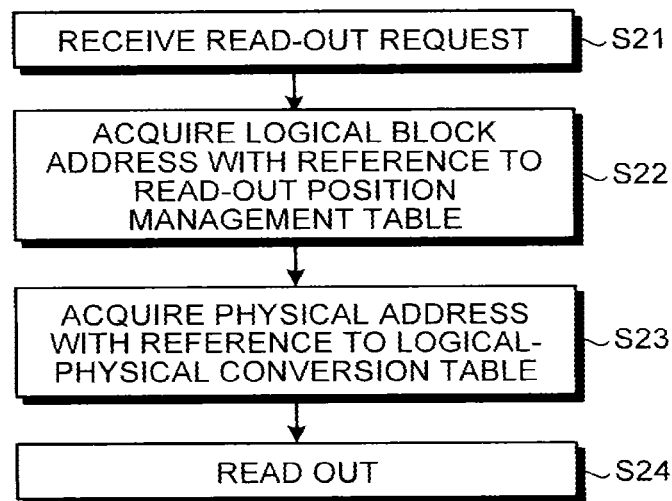 RECEIVE READ-OUT REQUEST
S21
ACQUIRE LOGICAL BLOCK
ADDRESS WITH REFERENCE TO
READ-OUT POSITION
MANAGEMENT TABLE
S22
ACQUIRE PHYSICAL ADDRESS
WITH REFERENCE TO LOGICAL-
PHYSICAL CONVERSION TABLE
S23
READ OUT
S24